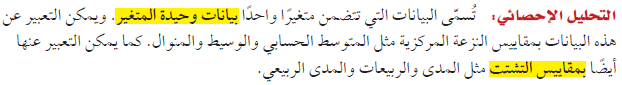 التحليل الإحصائي: تُسمّى البيانات التي تتضمن متغيرًا واحدًا بيانات وحيدة المتغير. ويمكن التعبير عن
هذه البيانات بمقاييس النزعة المركزية مثل المتوسط الحسابي والوسيط والمنوال. كما يمكن التعبير عنها
أيضًا بمقاييس التشتت مثل المدى والربيعات والمدى الربيعي.